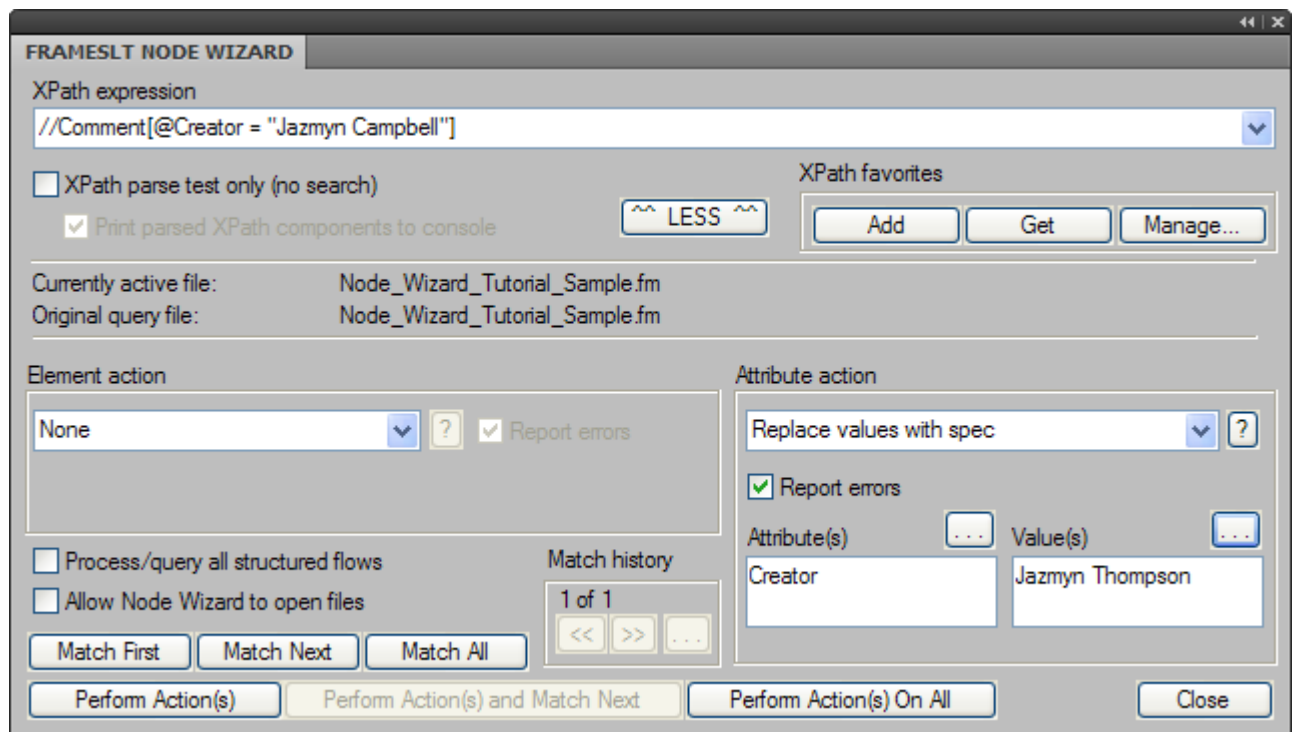 FRAMESLT NODE WIZARD
XPath expression
//Comment[@Creator = "Jazmyn Campbell"]
XPath parse test only (no search)
Print parsed XPath components to console
^^ LESS ^^
XPath favorites
Add
Get
Manage...
Currently active file: Node_Wizard_Tutorial_Sample.fm
Original query file: Node_Wizard_Tutorial_Sample.fm
Element action
None
?
Report errors
Attribute action
Replace values with spec
?
Report errors
Attribute(s)
...
Value(s)
...
Creator
Jazmyn Thompson
Process/query all structured flows
Allow Node Wizard to open files
Match history
1 of 1
<<
>>
...
Match First
Match Next
Match All
Perform Action(s)
Perform Action(s) and Match Next
Perform Action(s) On All
Close